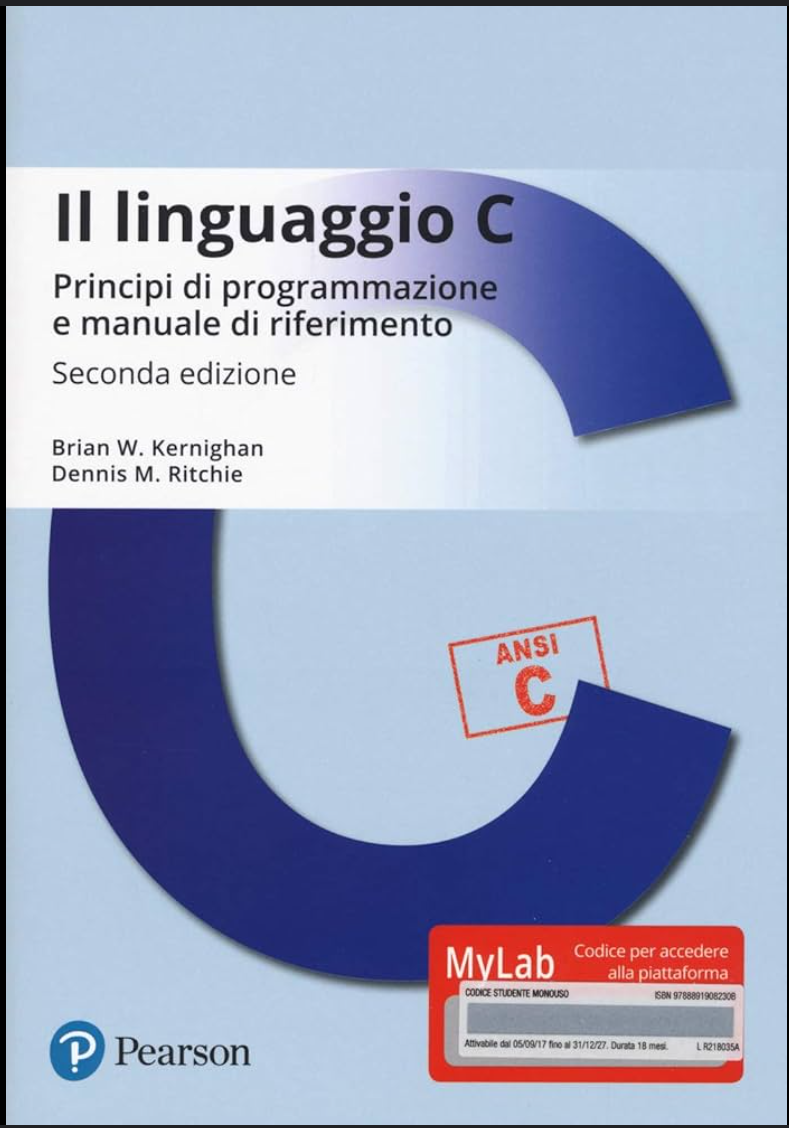 Il linguaggio C
Principi di programmazione
e manuale di riferimento
Seconda edizione
Brian W. Kernighan
Dennis M. Ritchie
ANSI
C
MyLab
Codice per accedere
alla piattaforma
CODICE STUDENTE MONOUSO ISBN 9788891908230B
Attivabile dal 05/09/17 fino al 31/12/27. Durata 18 mesi. L R218035A
Pearson